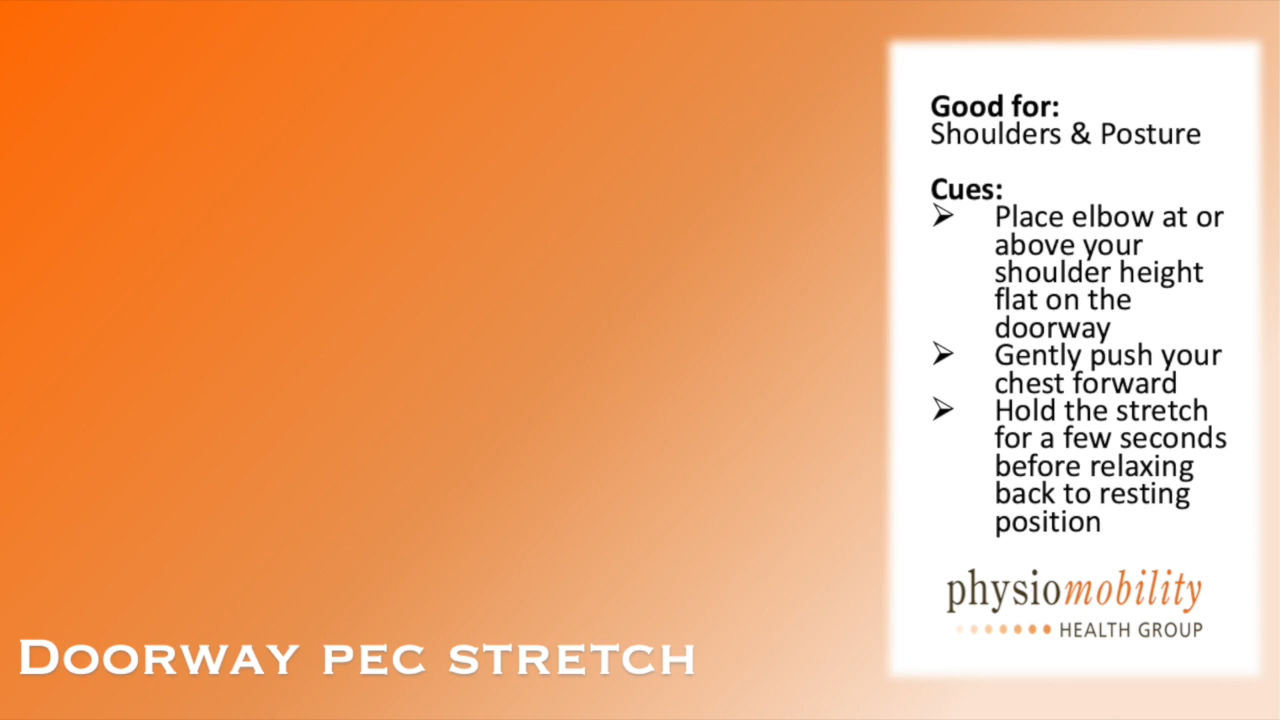 Good for:
Shoulders & Posture
Cues:
➢ Place elbow at or
above your
shoulder height
flat on the
doorway
➢ Gently push your
chest forward
➢ Hold the stretch
for a few seconds
before relaxing
back to resting
position
physiomobility
HEALTH GROUP
DOORWAY PEC STRETCH